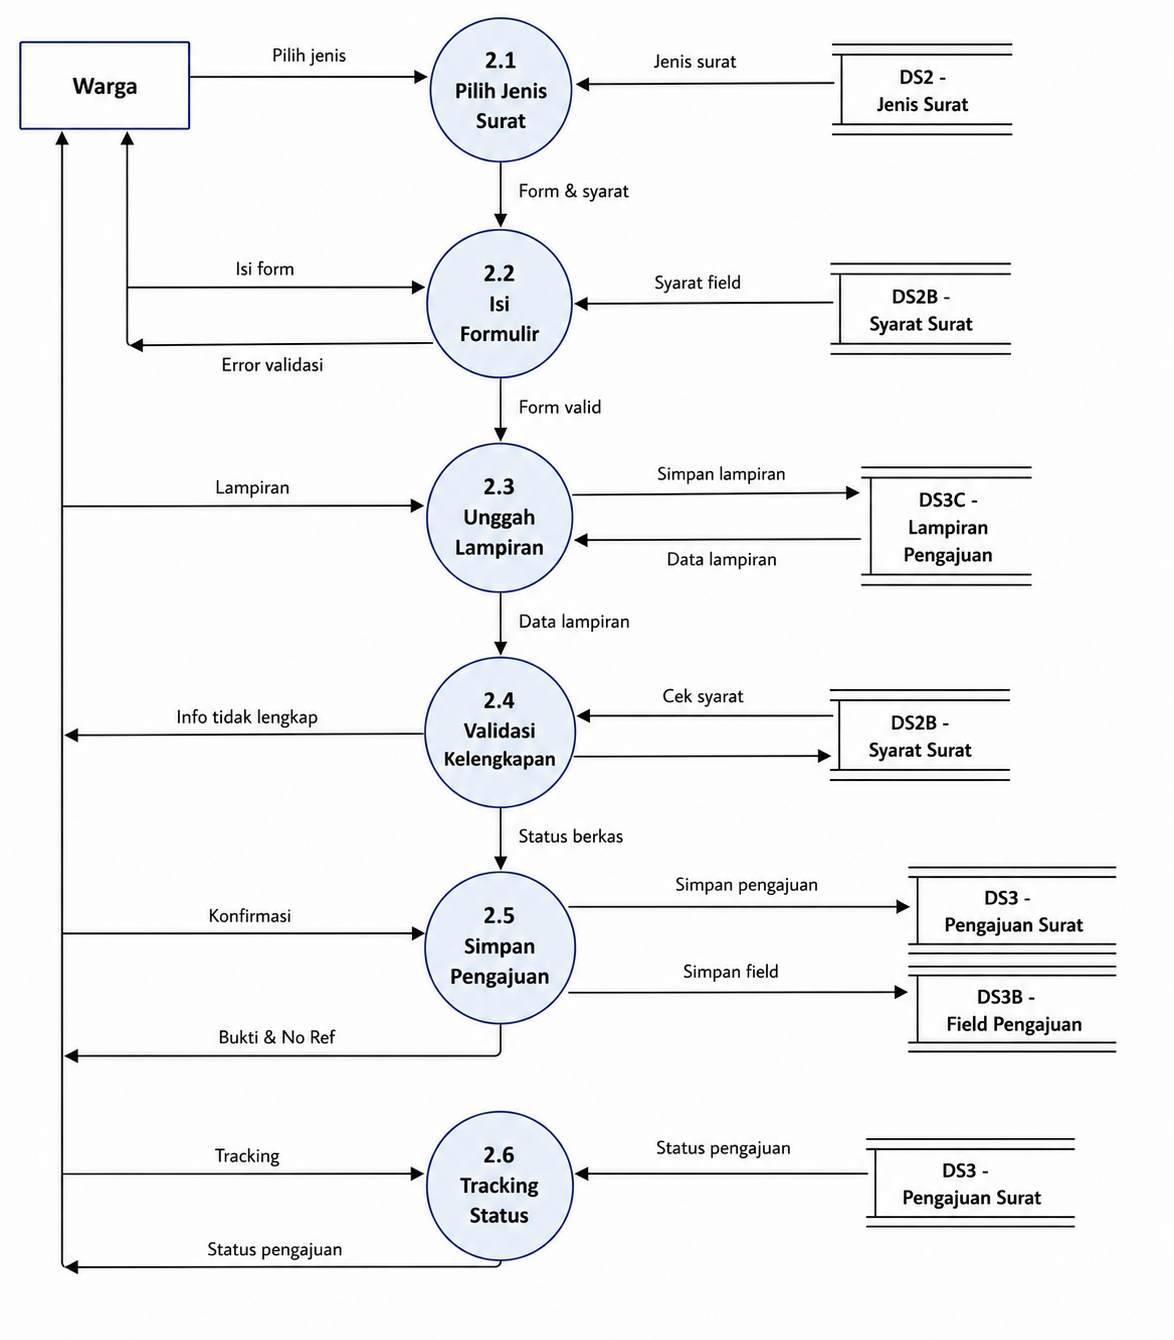 Warga
Pilih jenis
2.1
Pilih Jenis
Surat
Jenis surat
DS2 -
Jenis Surat
Form & syarat
Isi form
2.2
Isi
Formulir
Syarat field
DS2B -
Syarat Surat
Error validasi
Form valid
Lampiran
2.3
Unggah
Lampiran
Simpan lampiran
Data lampiran
DS3C -
Lampiran
Pengajuan
Data lampiran
Info tidak lengkap
2.4
Validasi
Kelengkapan
Cek syarat
DS2B -
Syarat Surat
Status berkas
Konfirmasi
2.5
Simpan
Pengajuan
Simpan pengajuan
DS3 -
Pengajuan Surat
Simpan field
DS3B -
Field Pengajuan
Bukti & No Ref
Tracking
2.6
Tracking
Status
Status pengajuan
DS3 -
Pengajuan Surat
Status pengajuan